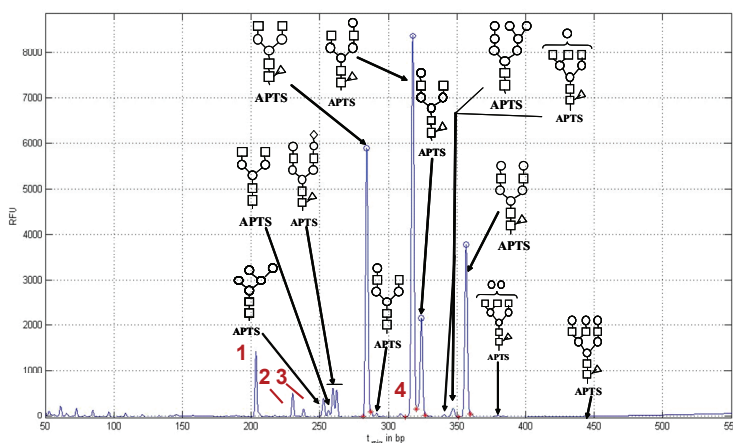 8000
7000
6000
5000
4000
3000
2000
1000
0
RFU
APTS
APTS
APTS
APTS
APTS
APTS
APTS
APTS
APTS
APTS
APTS
APTS
1
2 3
4
50
100
150
200
250
300
350
400
450
500
550
t min in bp